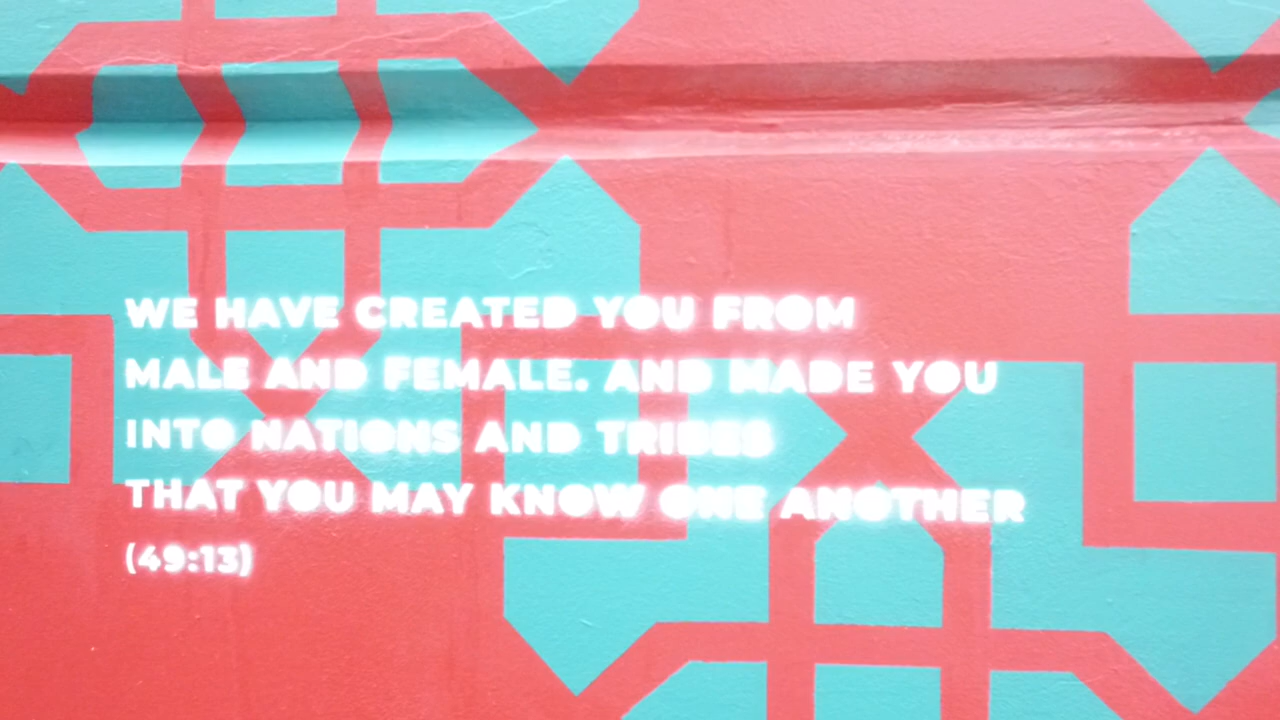 WE HAVE CREATED YOU FROM
MALE AND FEMALE. AND MADE YOU
INTO NATIONS AND TRIBES
THAT YOU MAY KNOW ONE ANOTHER
(49:13)